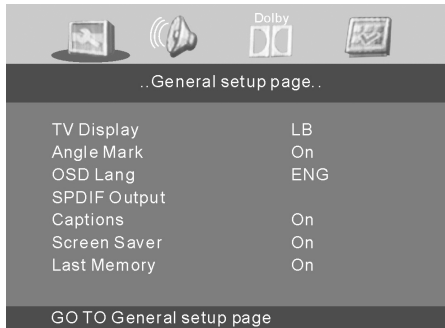 Dolby
..General setup page..
TV Display LB
Angle Mark On
OSD Lang ENG
SPDIF Output
Captions On
Screen Saver On
Last Memory On
GO TO General setup page